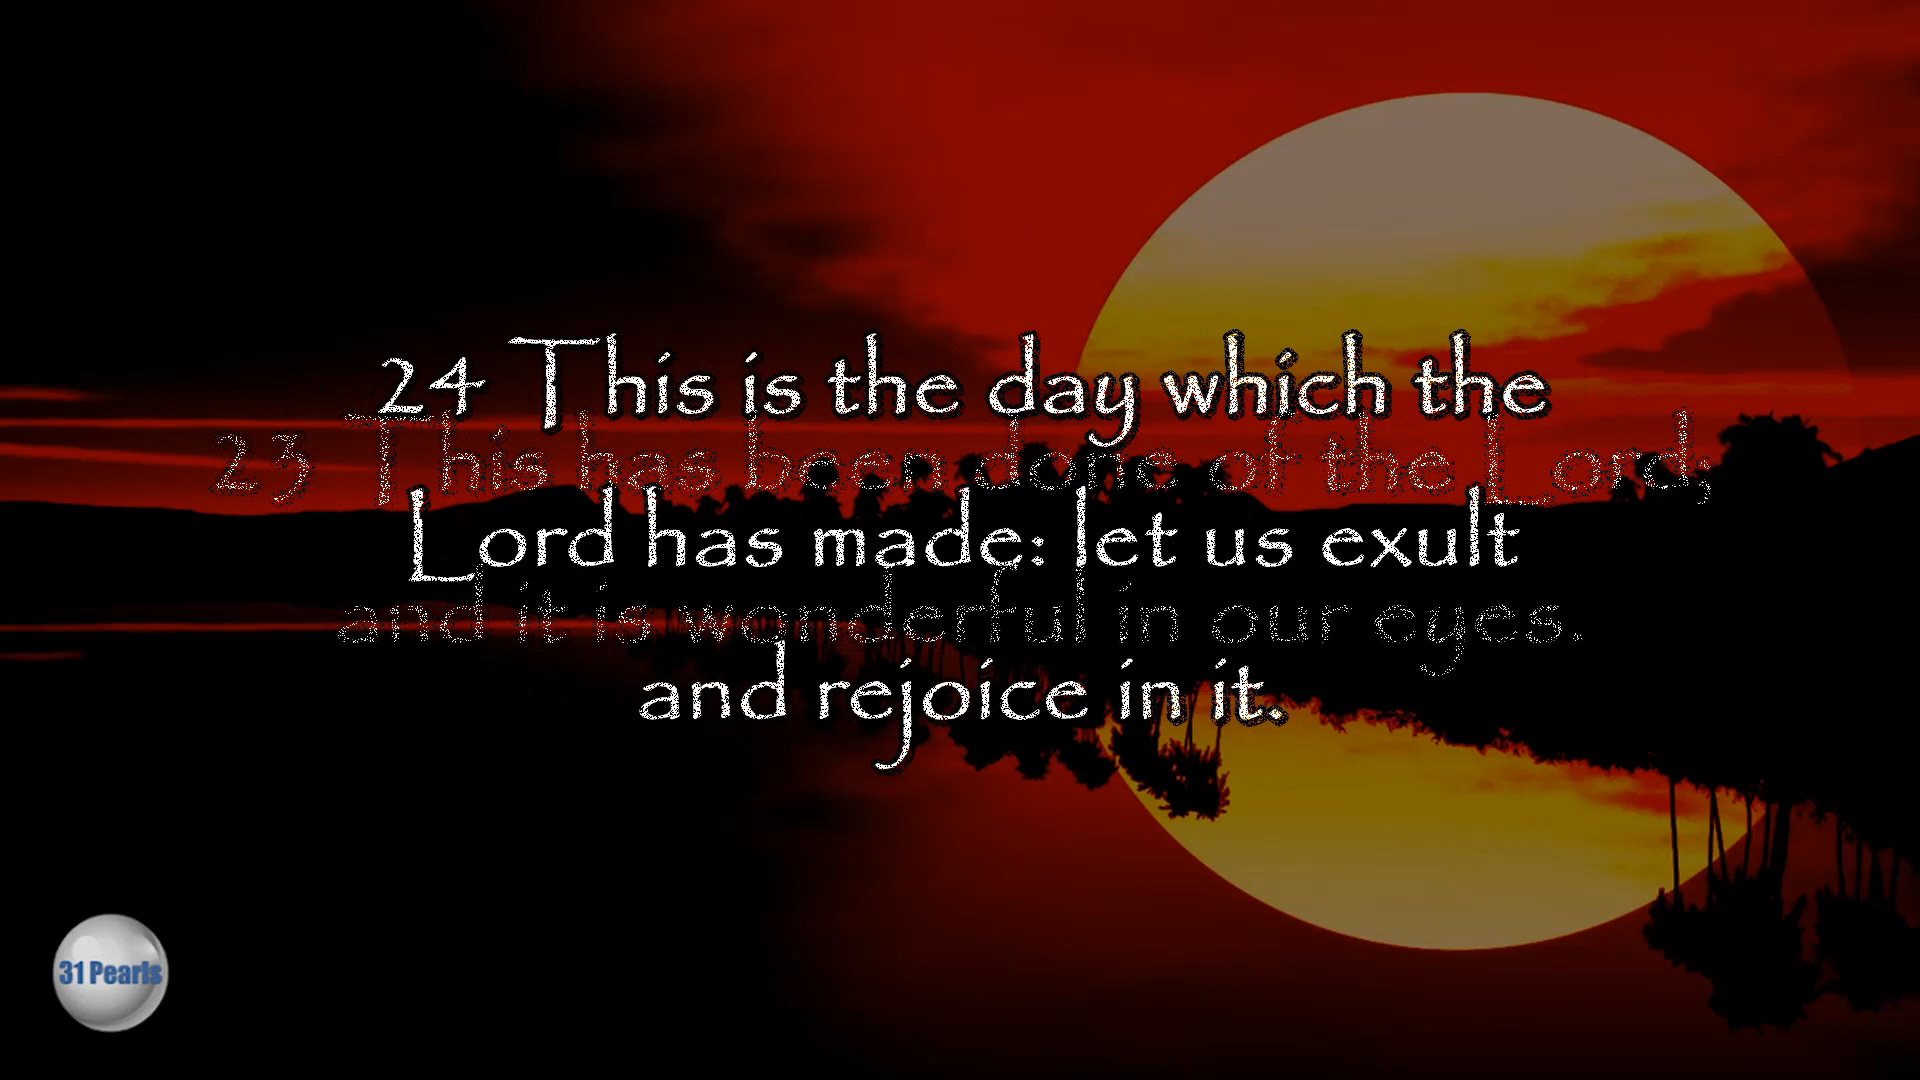 24 This is the day which the
23 This has been done of the Lord;
Lord has made: let us exult
and it is wonderful in our eyes.
and rejoice in it.
31 Pearls